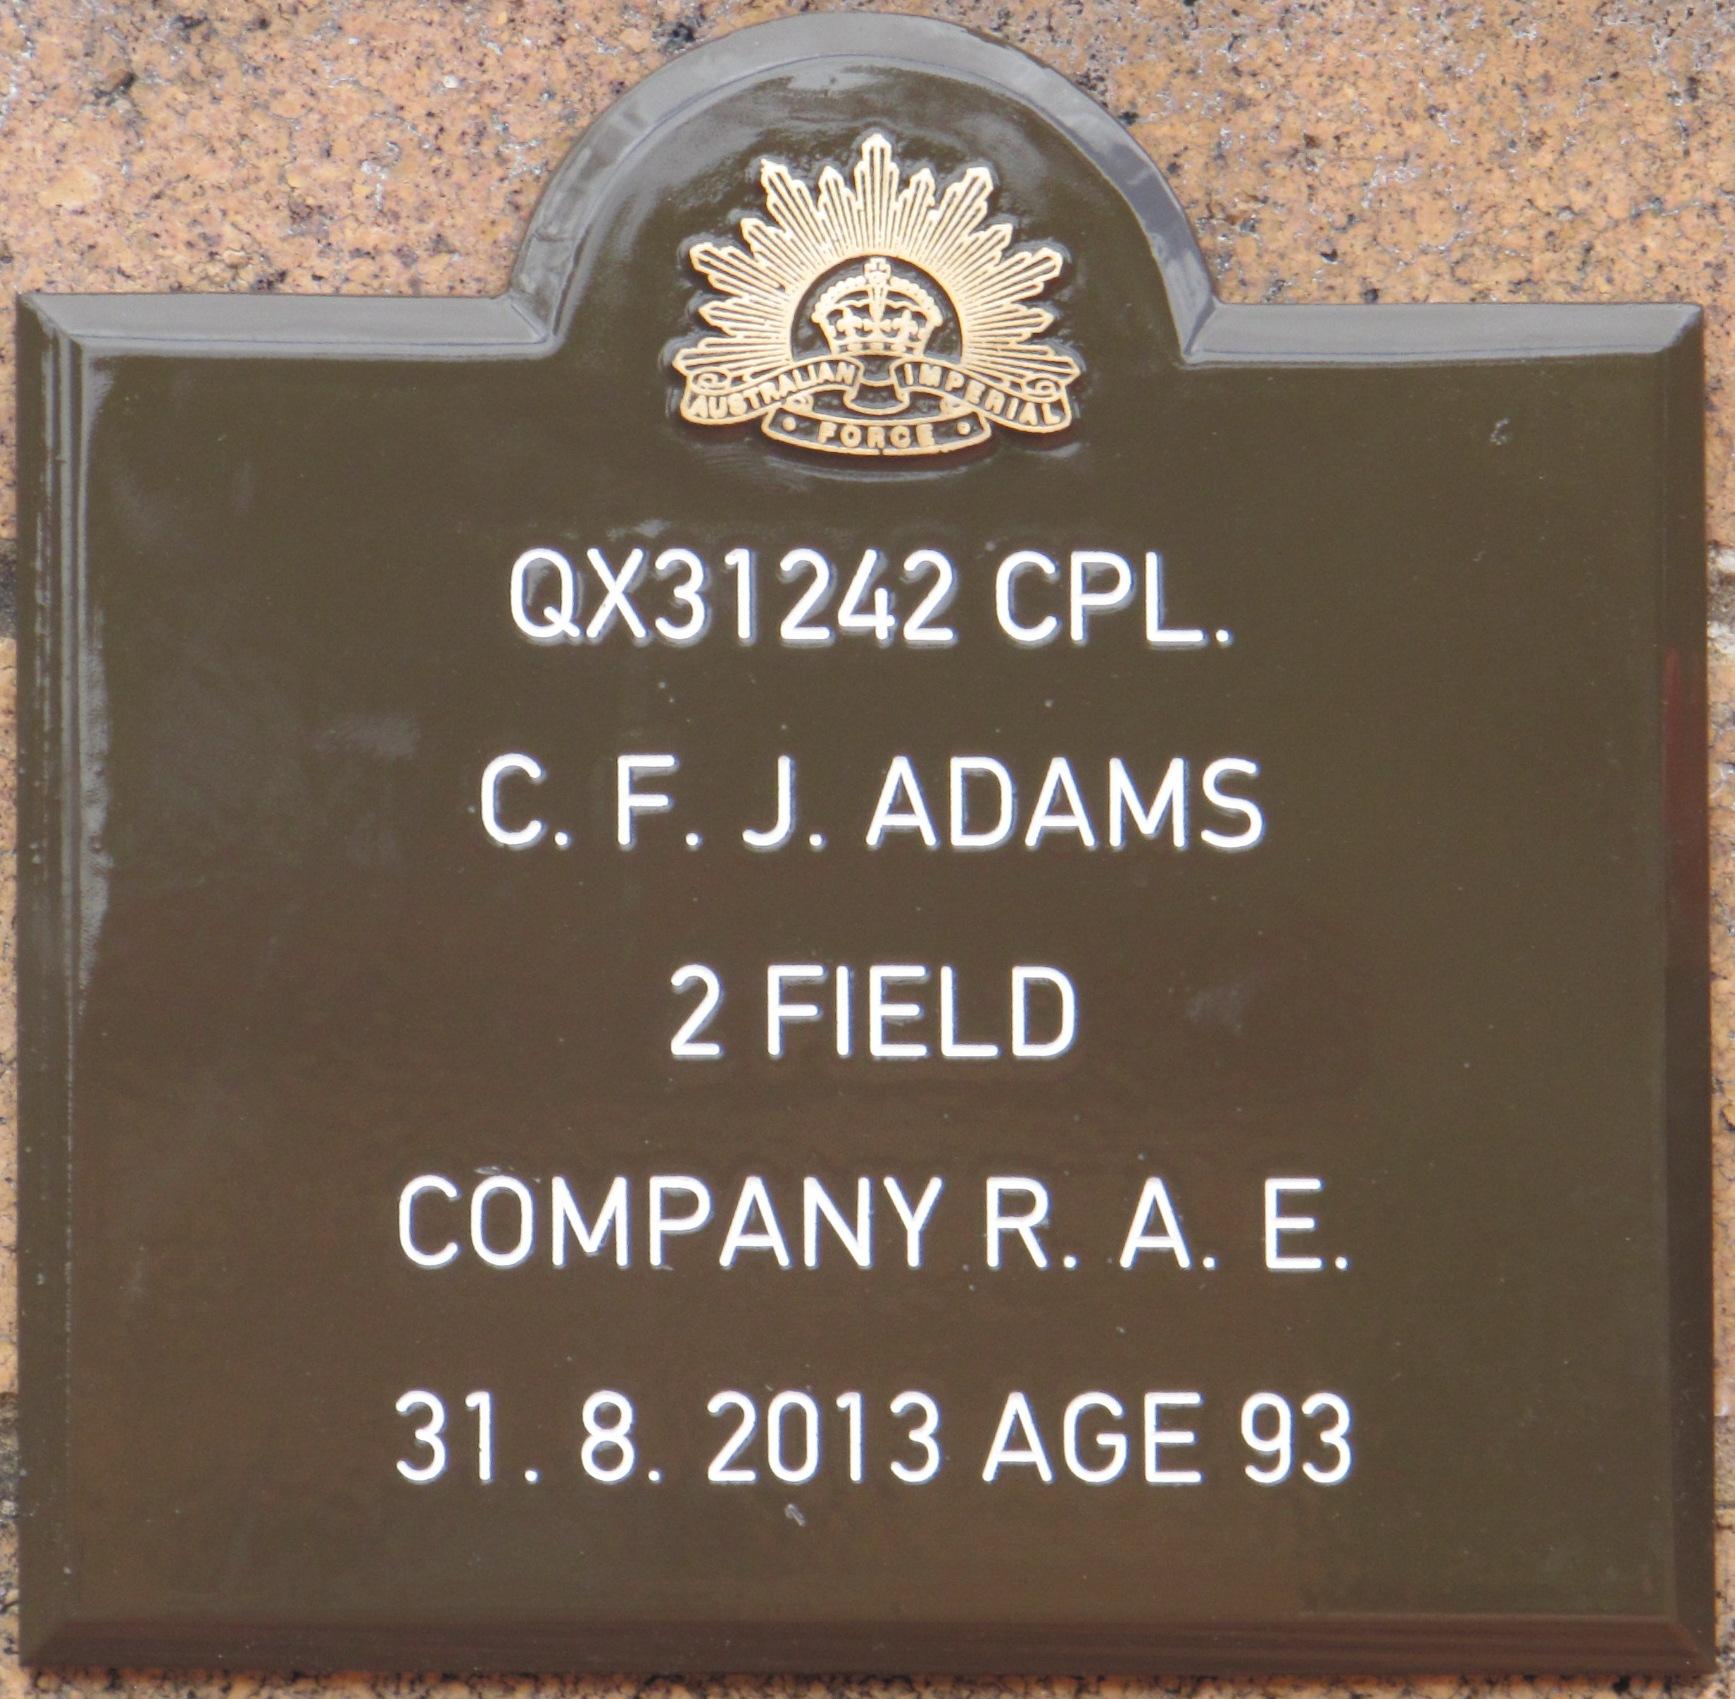 AUSTRALIAN IMPERIAL
FORCE
QX31242 CPL.
C. F. J. ADAMS
2 FIELD
COMPANY R. A. E.
31. 8. 2013 AGE 93